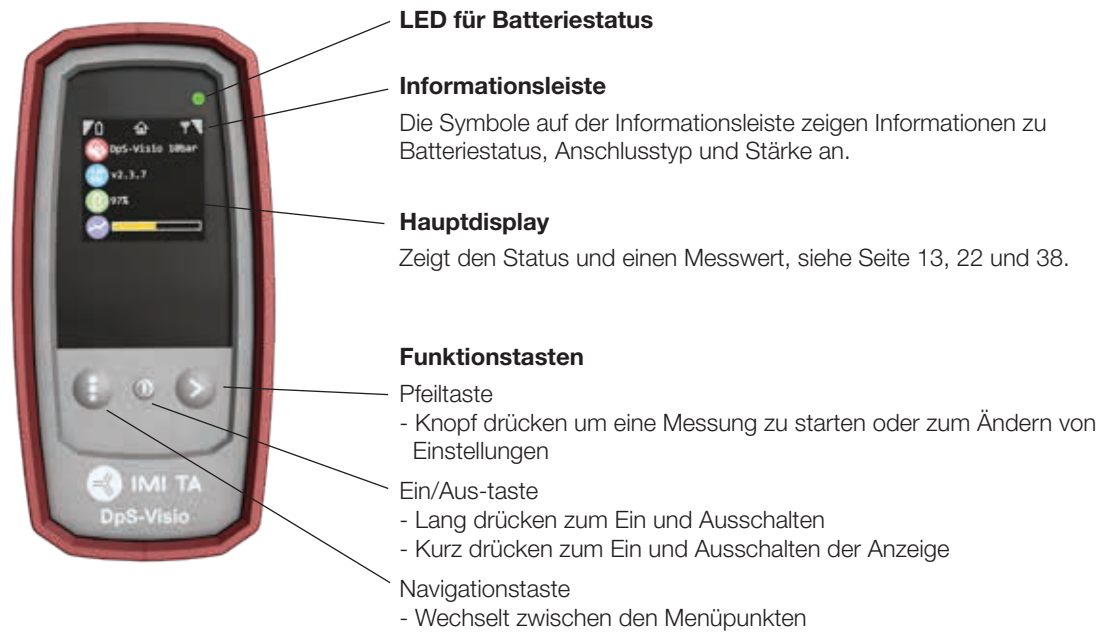 LED für Batteriestatus
Informationsleiste
Die Symbole auf der Informationsleiste zeigen Informationen zu
Batteriestatus, Anschlusstyp und Stärke an.
DpS-Visio 10bar
v2.3.7
97%
Hauptdisplay
Zeigt den Status und einen Messwert, siehe Seite 13, 22 und 38.
Funktionstasten
Pfeiltaste
- Knopf drücken um eine Messung zu starten oder zum Ändern von
Einstellungen
Ein/Aus-taste
- Lang drücken zum Ein und Ausschalten
- Kurz drücken zum Ein und Ausschalten der Anzeige
Navigationstaste
- Wechselt zwischen den Menüpunkten
IMI TA
DpS-Visio